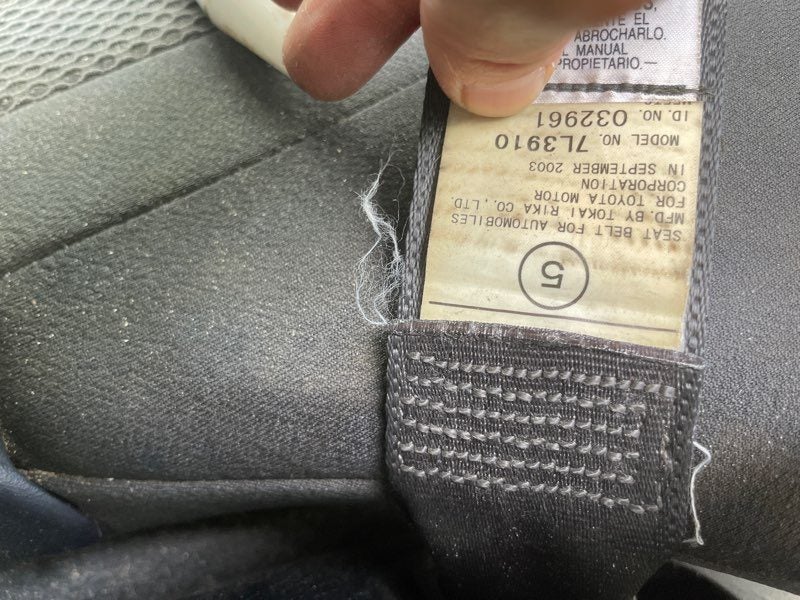 EL
ABROCHARLO.
MANUAL
PROPIETARIO.—
5
SEAT BELT FOR AUTOMOBILES
MFD. BY TOKAI RIKA CO., LTD.
FOR TOYOTA MOTOR
CORPORATION
IN SEPTEMBER 2003
MODEL NO. 7L3910
ID. NO. 032961